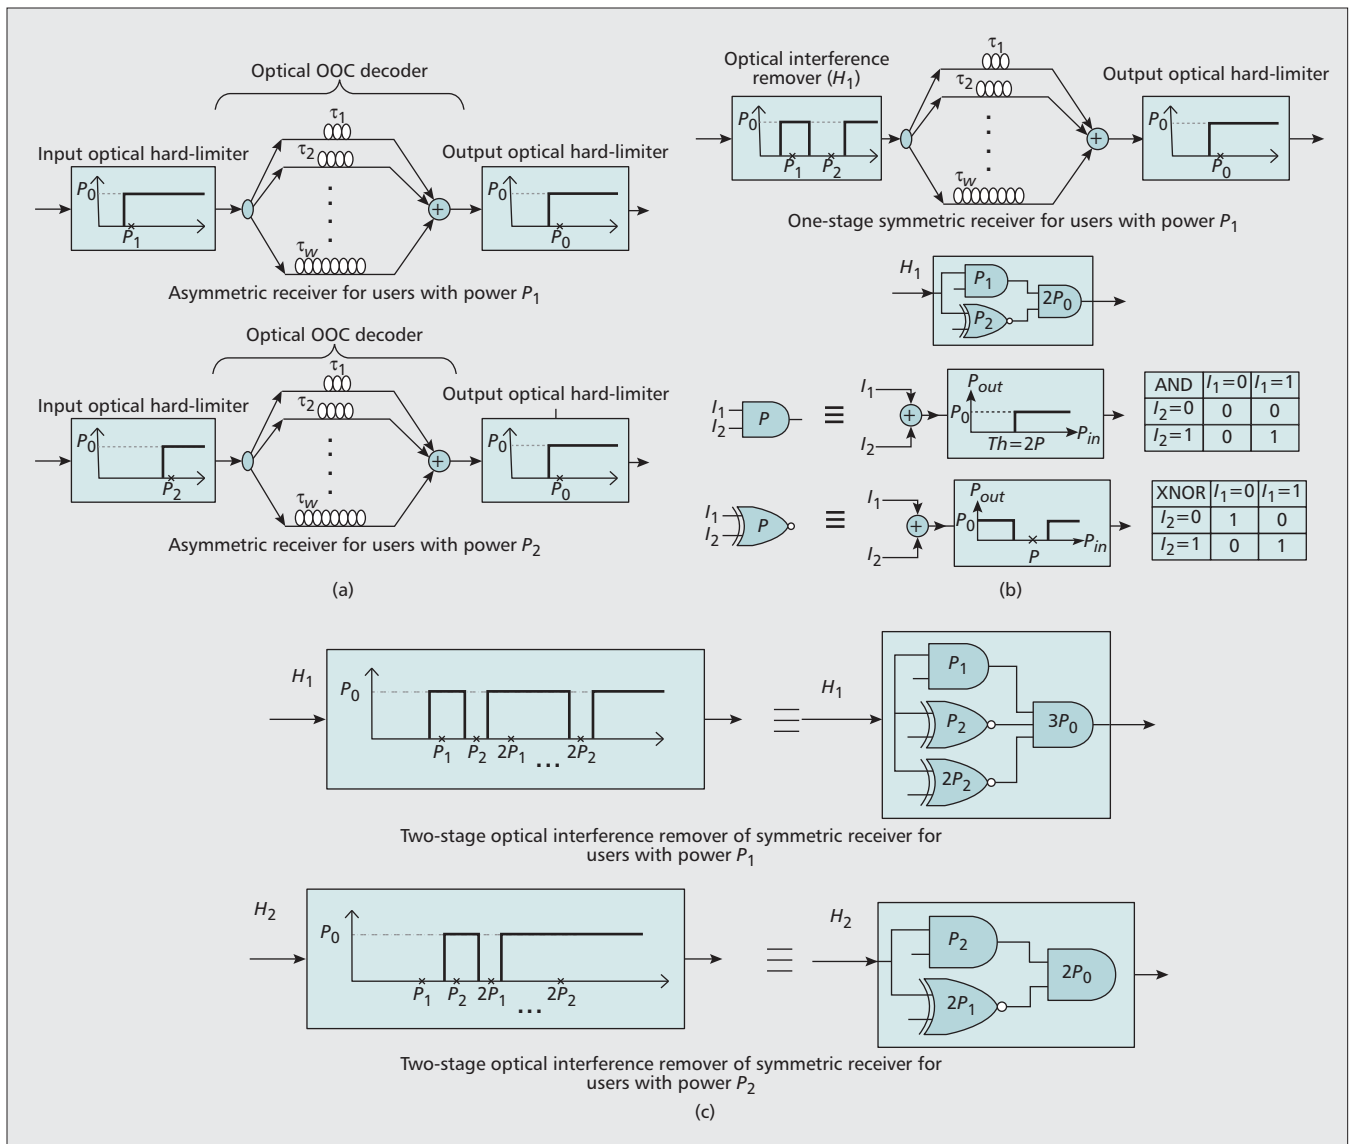 Optical OOC decoder
τ1
τ2
τw
Input optical hard-limiter
Output optical hard-limiter
P0
P1
P0
P0
Asymmetric receiver for users with power P1
Optical OOC decoder
τ1
τ2
τw
Input optical hard-limiter
Output optical hard-limiter
P0
P2
P0
P0
Asymmetric receiver for users with power P2
(a)
Optical interference
remover (H1)
τ1
τ2
τw
Output optical hard-limiter
P0
P1 P2
P0
P0
One-stage symmetric receiver for users with power P1
H1
P1
P2
2P0
I1
I2
P
≡
I1
I2
+
Pout
P0
Th=2P
Pin
AND I1=0 I1=1
I2=0 0 0
I2=1 0 1
I1
I2
P
≡
I1
I2
+
Pout
P0
P
Pin
XNOR I1=0 I1=1
I2=0 1 0
I2=1 0 1
(b)
H1
P0
P1 P2 2P1 ... 2P2
≡
H1
P1
P2
2P2
3P0
Two-stage optical interference remover of symmetric receiver for
users with power P1
H2
P0
P1 P2 2P1 ... 2P2
≡
H2
P2
2P1
2P0
Two-stage optical interference remover of symmetric receiver for
users with power P2
(c)